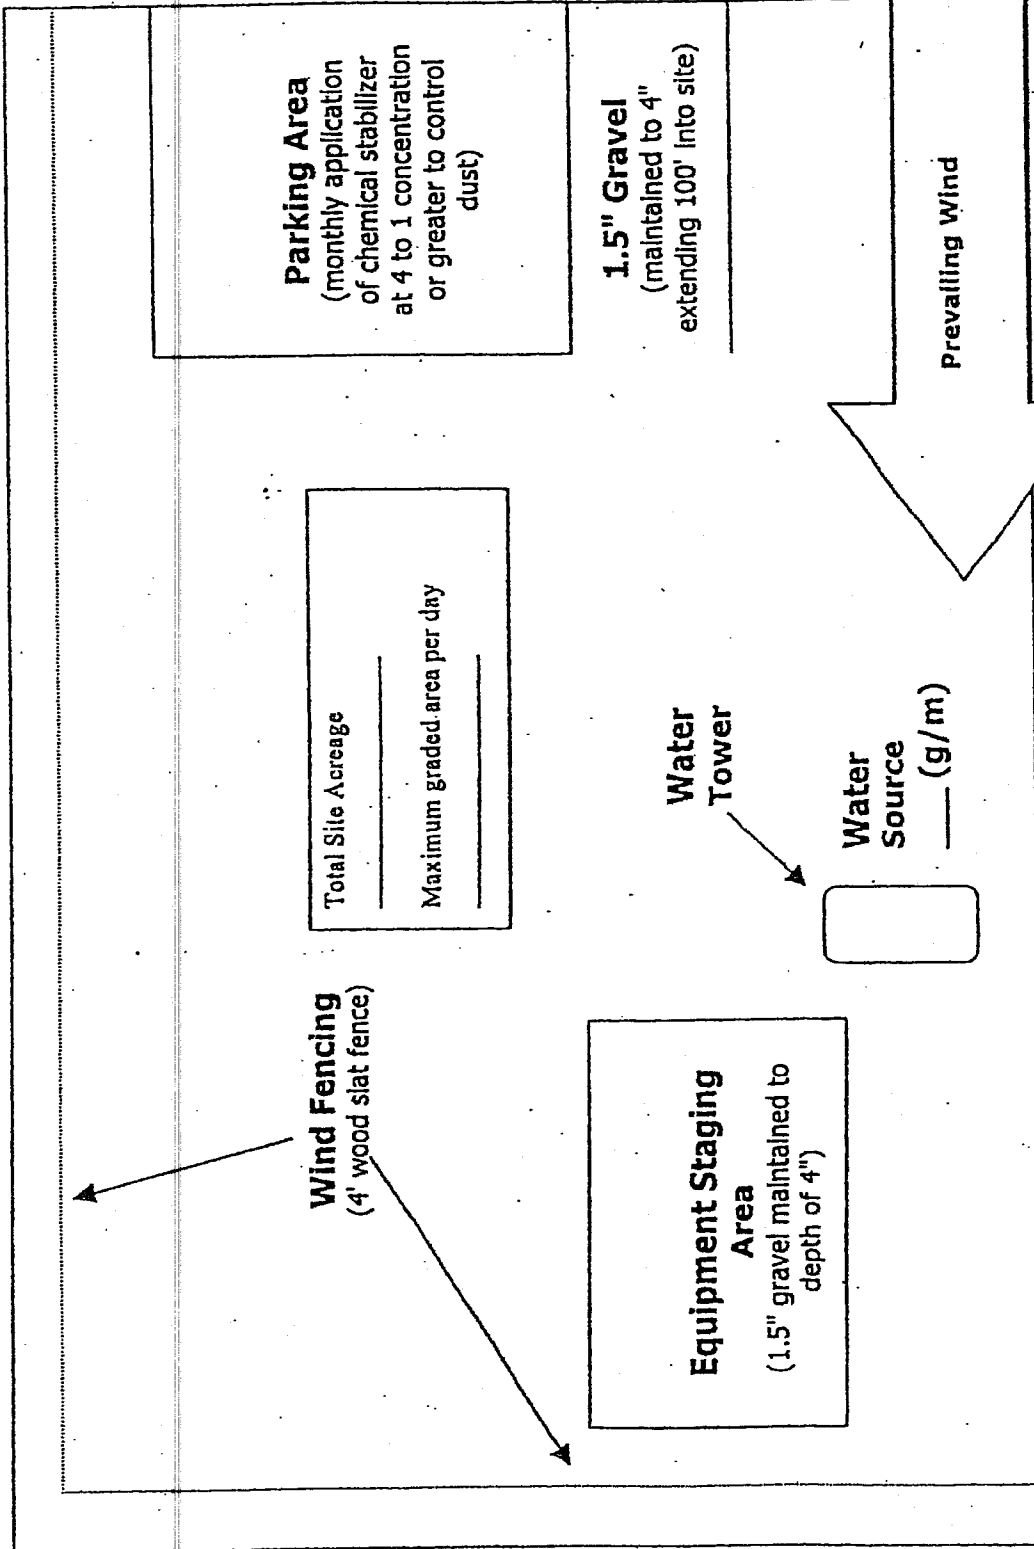 Wind Fencing
(4' wood slat fence)
Total Site Acreage
Maximum graded area per day
Parking Area
(monthly application
of chemical stabilizer
at 4 to 1 concentration
or greater to control
dust)
1.5" Gravel
(maintained to 4"
extending 100' into site)
Equipment Staging
Area
(1.5" gravel maintained to
depth of 4")
Water
Tower
Water
Source
____(g/m)
Prevailing Wind